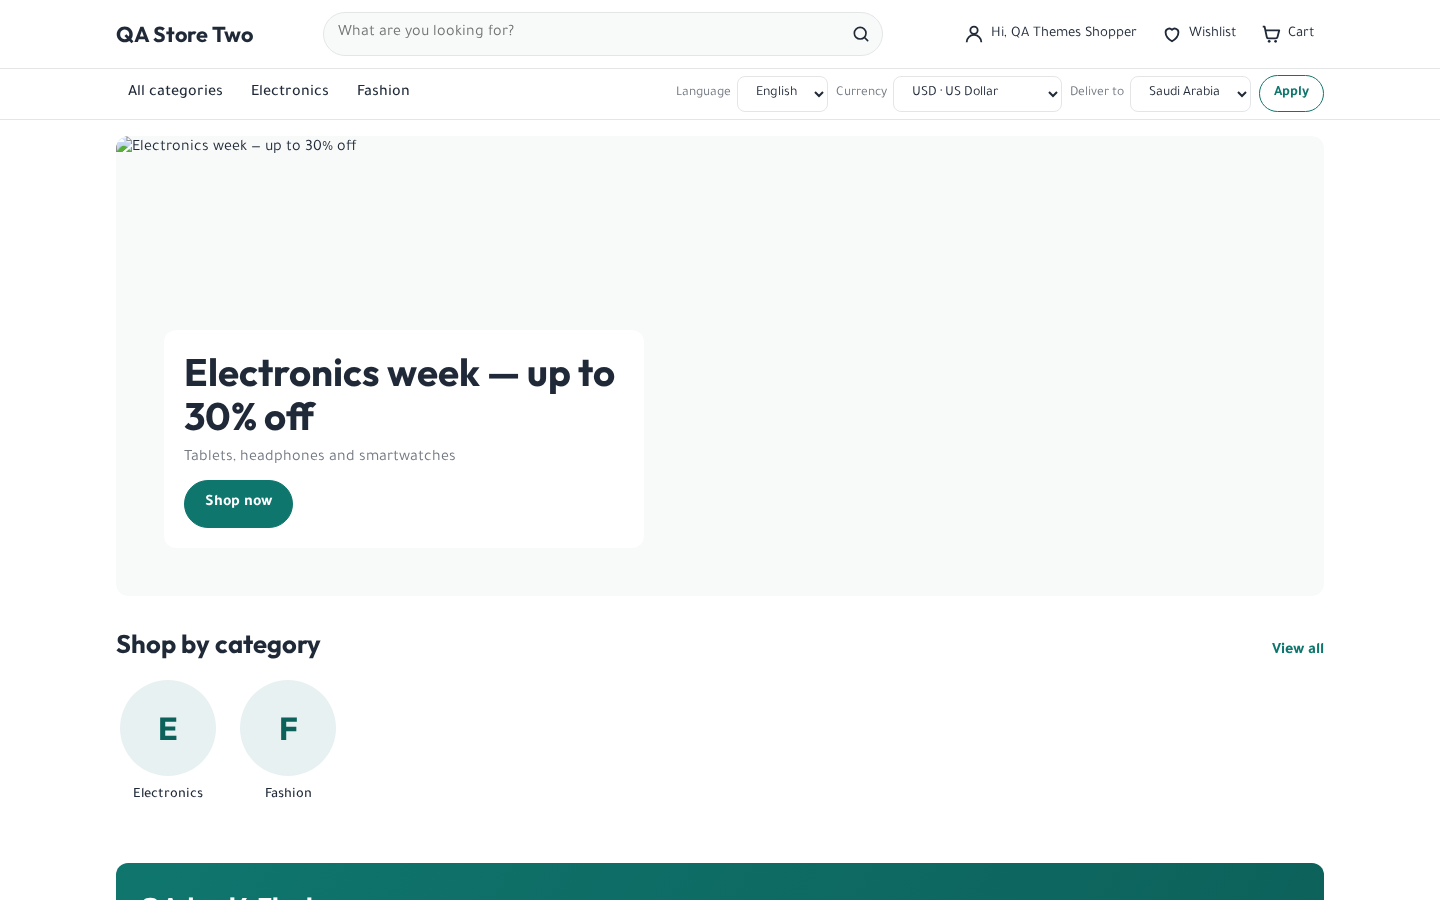 QA Store Two
What are you looking for?
Hi, QA Themes Shopper
Wishlist
Cart
All categories
Electronics
Fashion
Language
English
Currency
USD · US Dollar
Deliver to
Saudi Arabia
Apply
Electronics week — up to 30% off
Electronics week — up to
30% off
Tablets, headphones and smartwatches
Shop now
Shop by category
View all
E
F
Electronics
Fashion